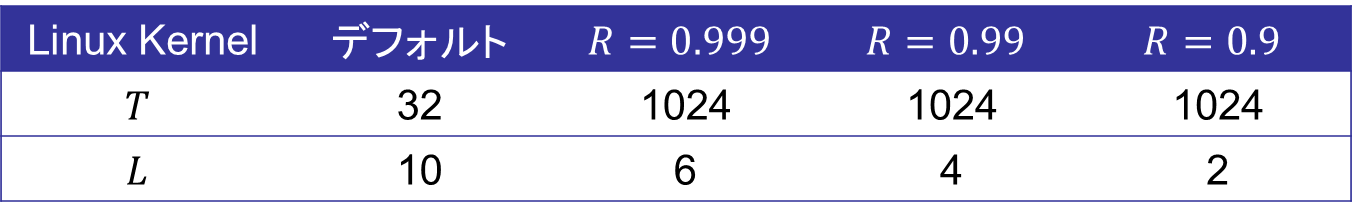 Linux Kernel デフォルト R = 0.999 R = 0.99 R = 0.9
T 32 1024 1024 1024
L 10 6 4 2